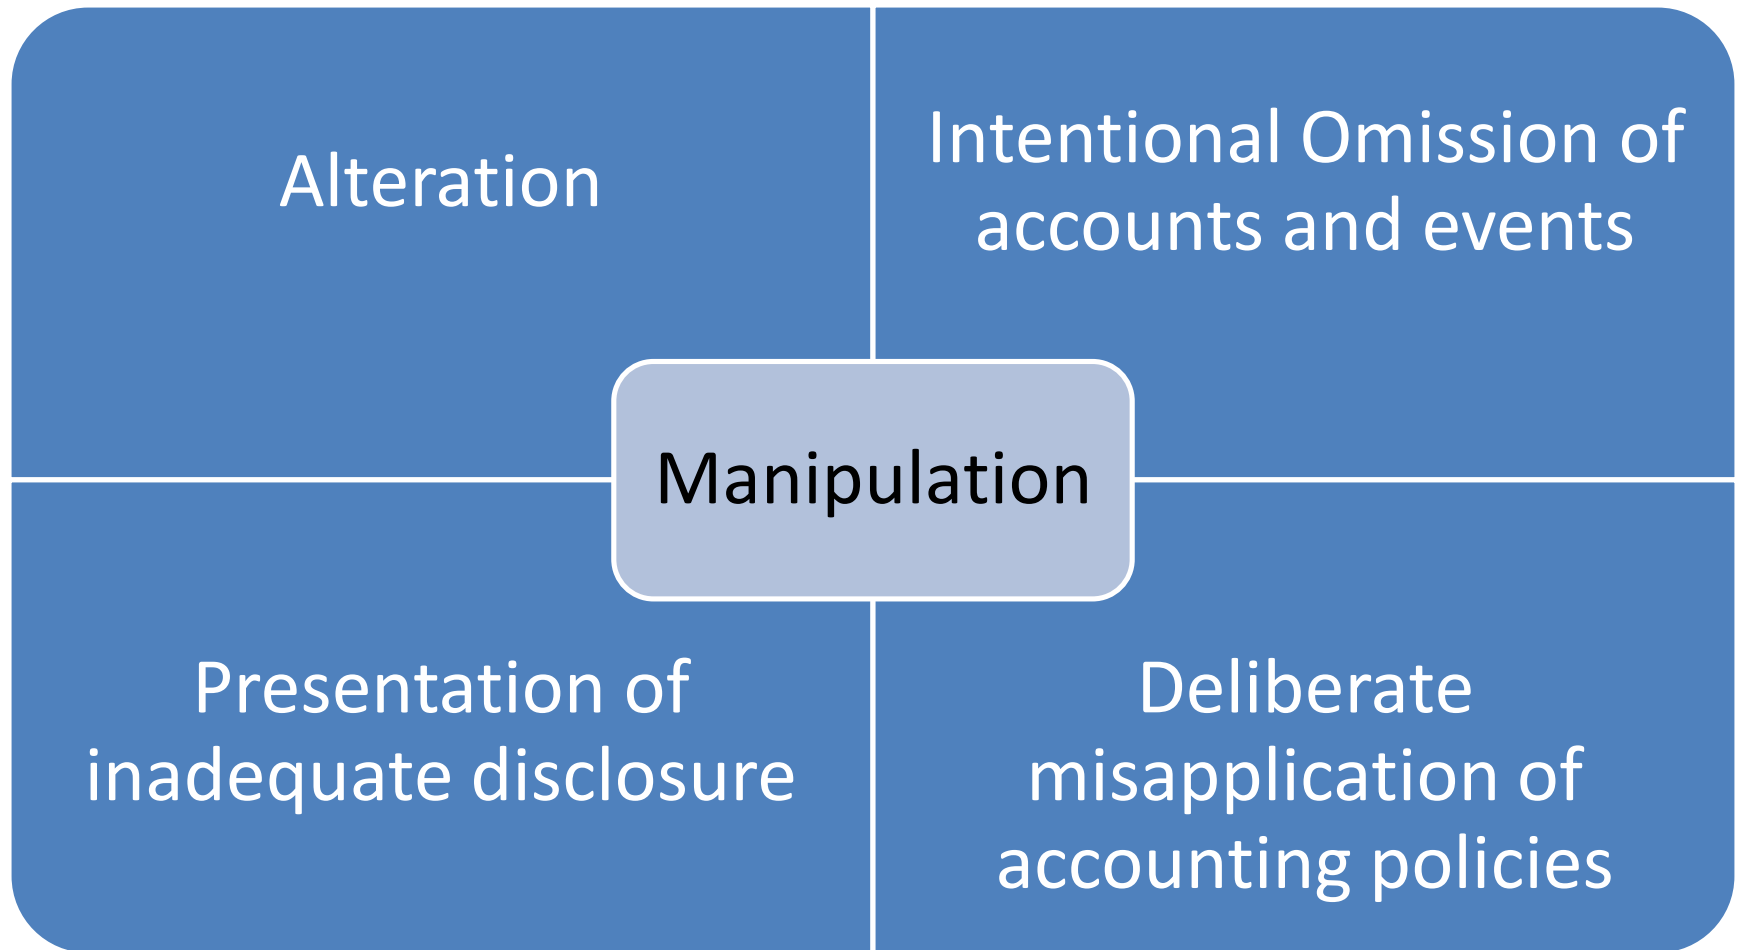 Alteration
Intentional Omission of
accounts and events
Manipulation
Presentation of
inadequate disclosure
Deliberate
misapplication of
accounting policies